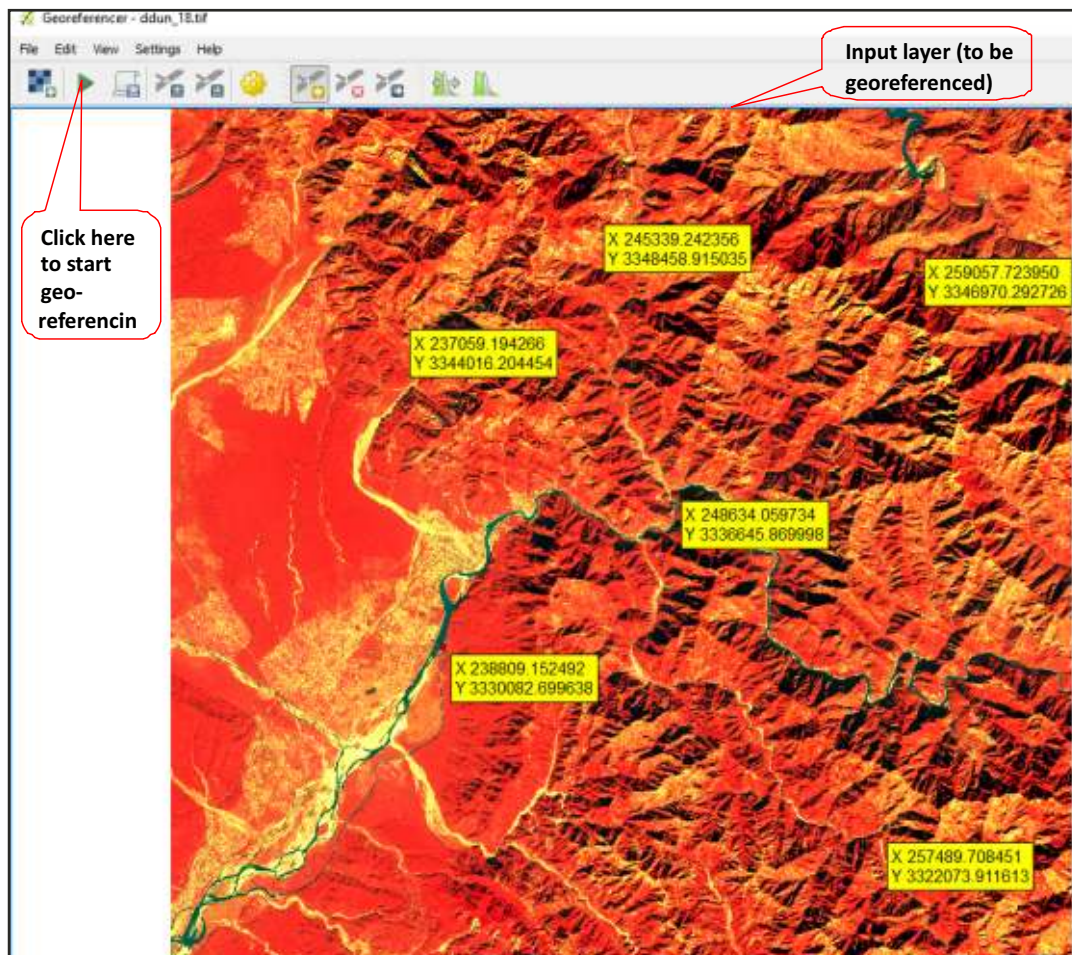 Georeferencer - ddun_18.tif
File Edit View Settings Help
Input layer (to be
georeferenced)
Click here
to start
geo-
referencin
X 245339.242356
Y 3348458.915035
X 259057.723950
Y 3346970.292726
X 237059.194266
Y 3344016.204454
X 248634.059734
Y 3336645.869998
X 238809.152492
Y 3330082.699638
X 257489.708451
Y 3322073.911613